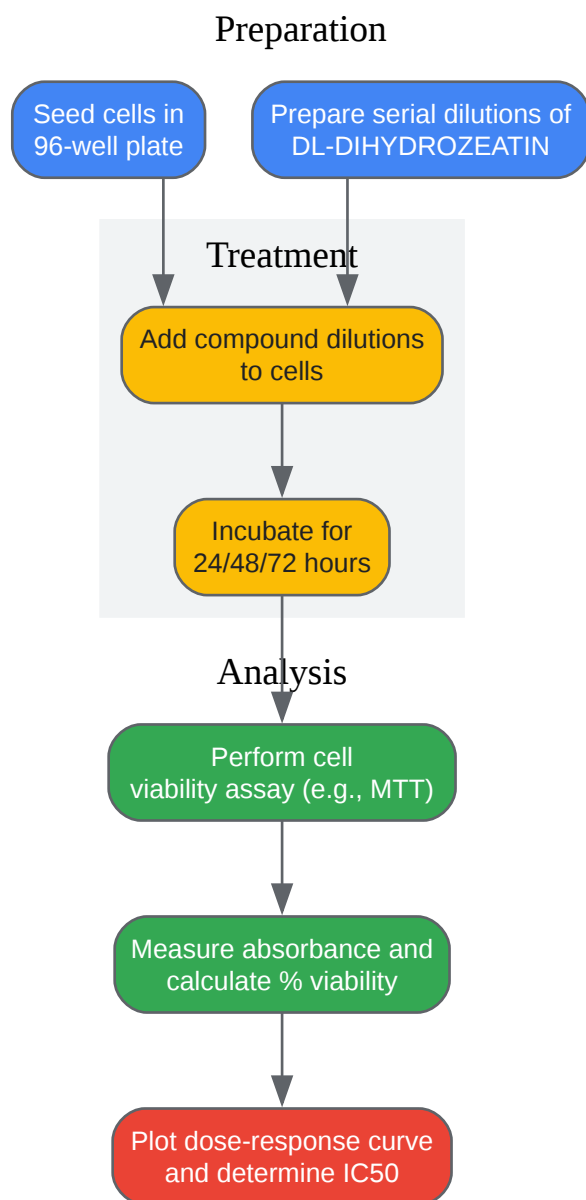 Preparation
Seed cells in
96-well plate
Prepare serial dilutions of
DL-DIHYDROZEATIN
Treatment
Add compound dilutions
to cells
Incubate for
24/48/72 hours
Analysis
Perform cell
viability assay (e.g., MTT)
Measure absorbance and
calculate % viability
Plot dose-response curve
and determine IC50